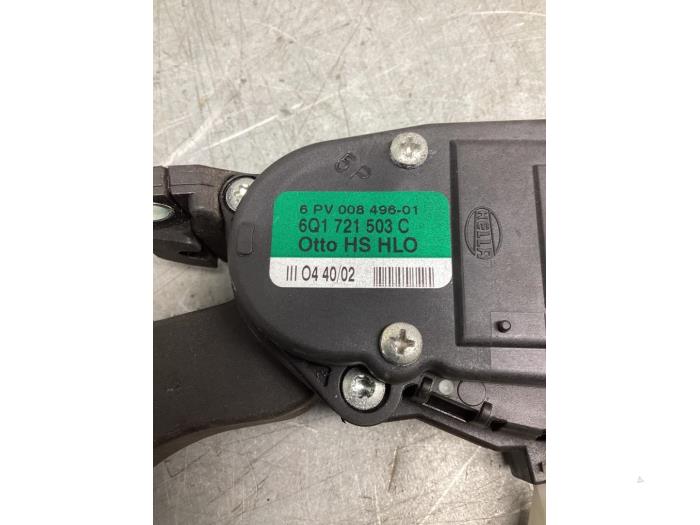 5P
6 PV 008 496-01
6Q1 721 503 C
Otto HS HLO
III 04 40/02
HELLA